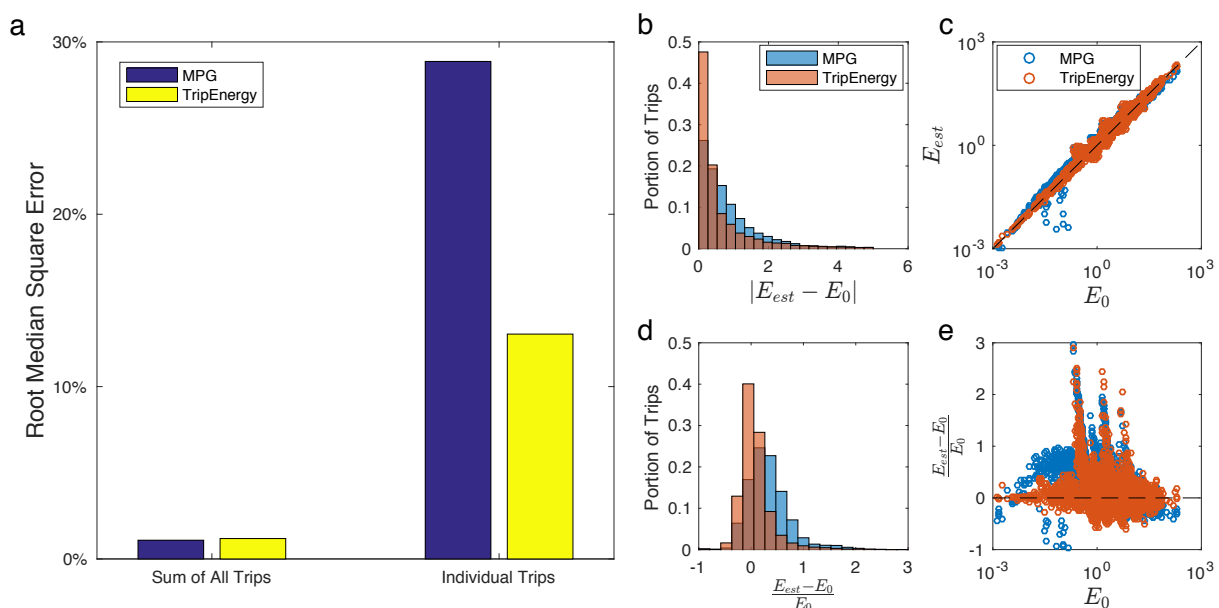 a
Root Median Square Error
30%
20%
10%
0%
MPG
TripEnergy
Sum of All Trips
Individual Trips
b
Portion of Trips
0.5
0.4
0.3
0.2
0.1
0
MPG
TripEnergy
0 2 4 6
|E_est − E_0|
c
E_est
10^3
10^0
10^-3
MPG
TripEnergy
10^-3 10^0 10^3
E_0
d
Portion of Trips
0.5
0.4
0.3
0.2
0.1
0
-1 0 1 2 3
E_est−E_0
E_0
e
E_est−E_0
E_0
3
2
1
0
-1
10^-3 10^0 10^3
E_0